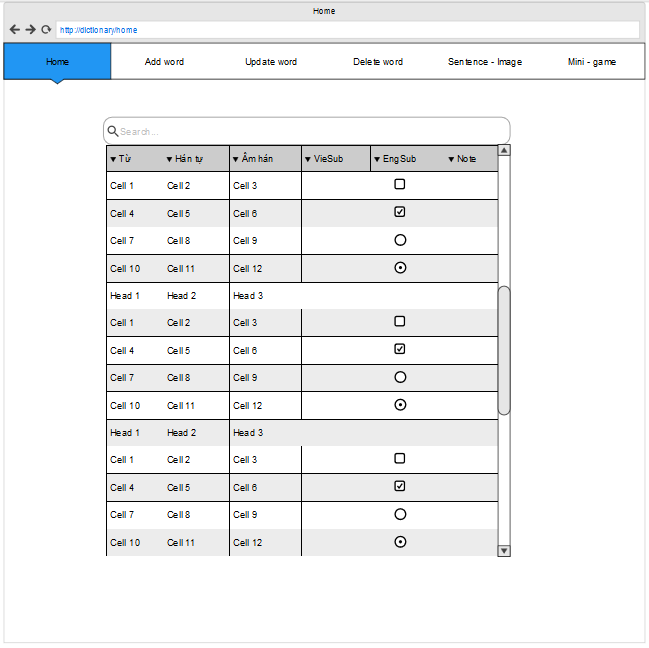 Home
http://dictionary/home
Home Add word Update word Delete word Sentence - Image Mini - game
Search...
Từ Hán tự Âm hán VieSub EngSub Note
Cell 1 Cell 2 Cell 3
Cell 4 Cell 5 Cell 6
Cell 7 Cell 8 Cell 9
Cell 10 Cell 11 Cell 12
Head 1 Head 2 Head 3
Cell 1 Cell 2 Cell 3
Cell 4 Cell 5 Cell 6
Cell 7 Cell 8 Cell 9
Cell 10 Cell 11 Cell 12
Head 1 Head 2 Head 3
Cell 1 Cell 2 Cell 3
Cell 4 Cell 5 Cell 6
Cell 7 Cell 8 Cell 9
Cell 10 Cell 11 Cell 12